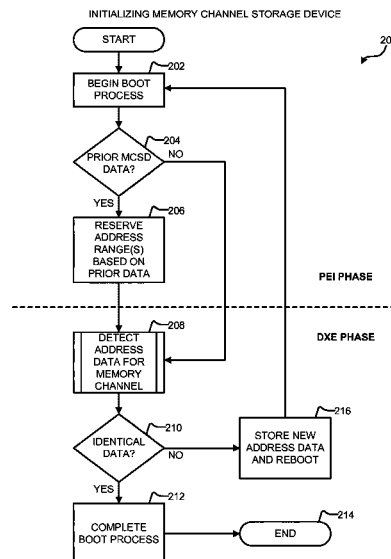 INITIALIZING MEMORY CHANNEL STORAGE DEVICE
START
20
202
BEGIN BOOT
PROCESS
204
PRIOR MCSD
DATA?
NO
YES
206
RESERVE
ADDRESS
RANGE(S)
BASED ON
PRIOR DATA
PEI PHASE
DXE PHASE
208
DETECT
ADDRESS
DATA FOR
MEMORY
CHANNEL
210
IDENTICAL
DATA?
NO
216
STORE NEW
ADDRESS DATA
AND REBOOT
YES
212
COMPLETE
BOOT PROCESS
214
END